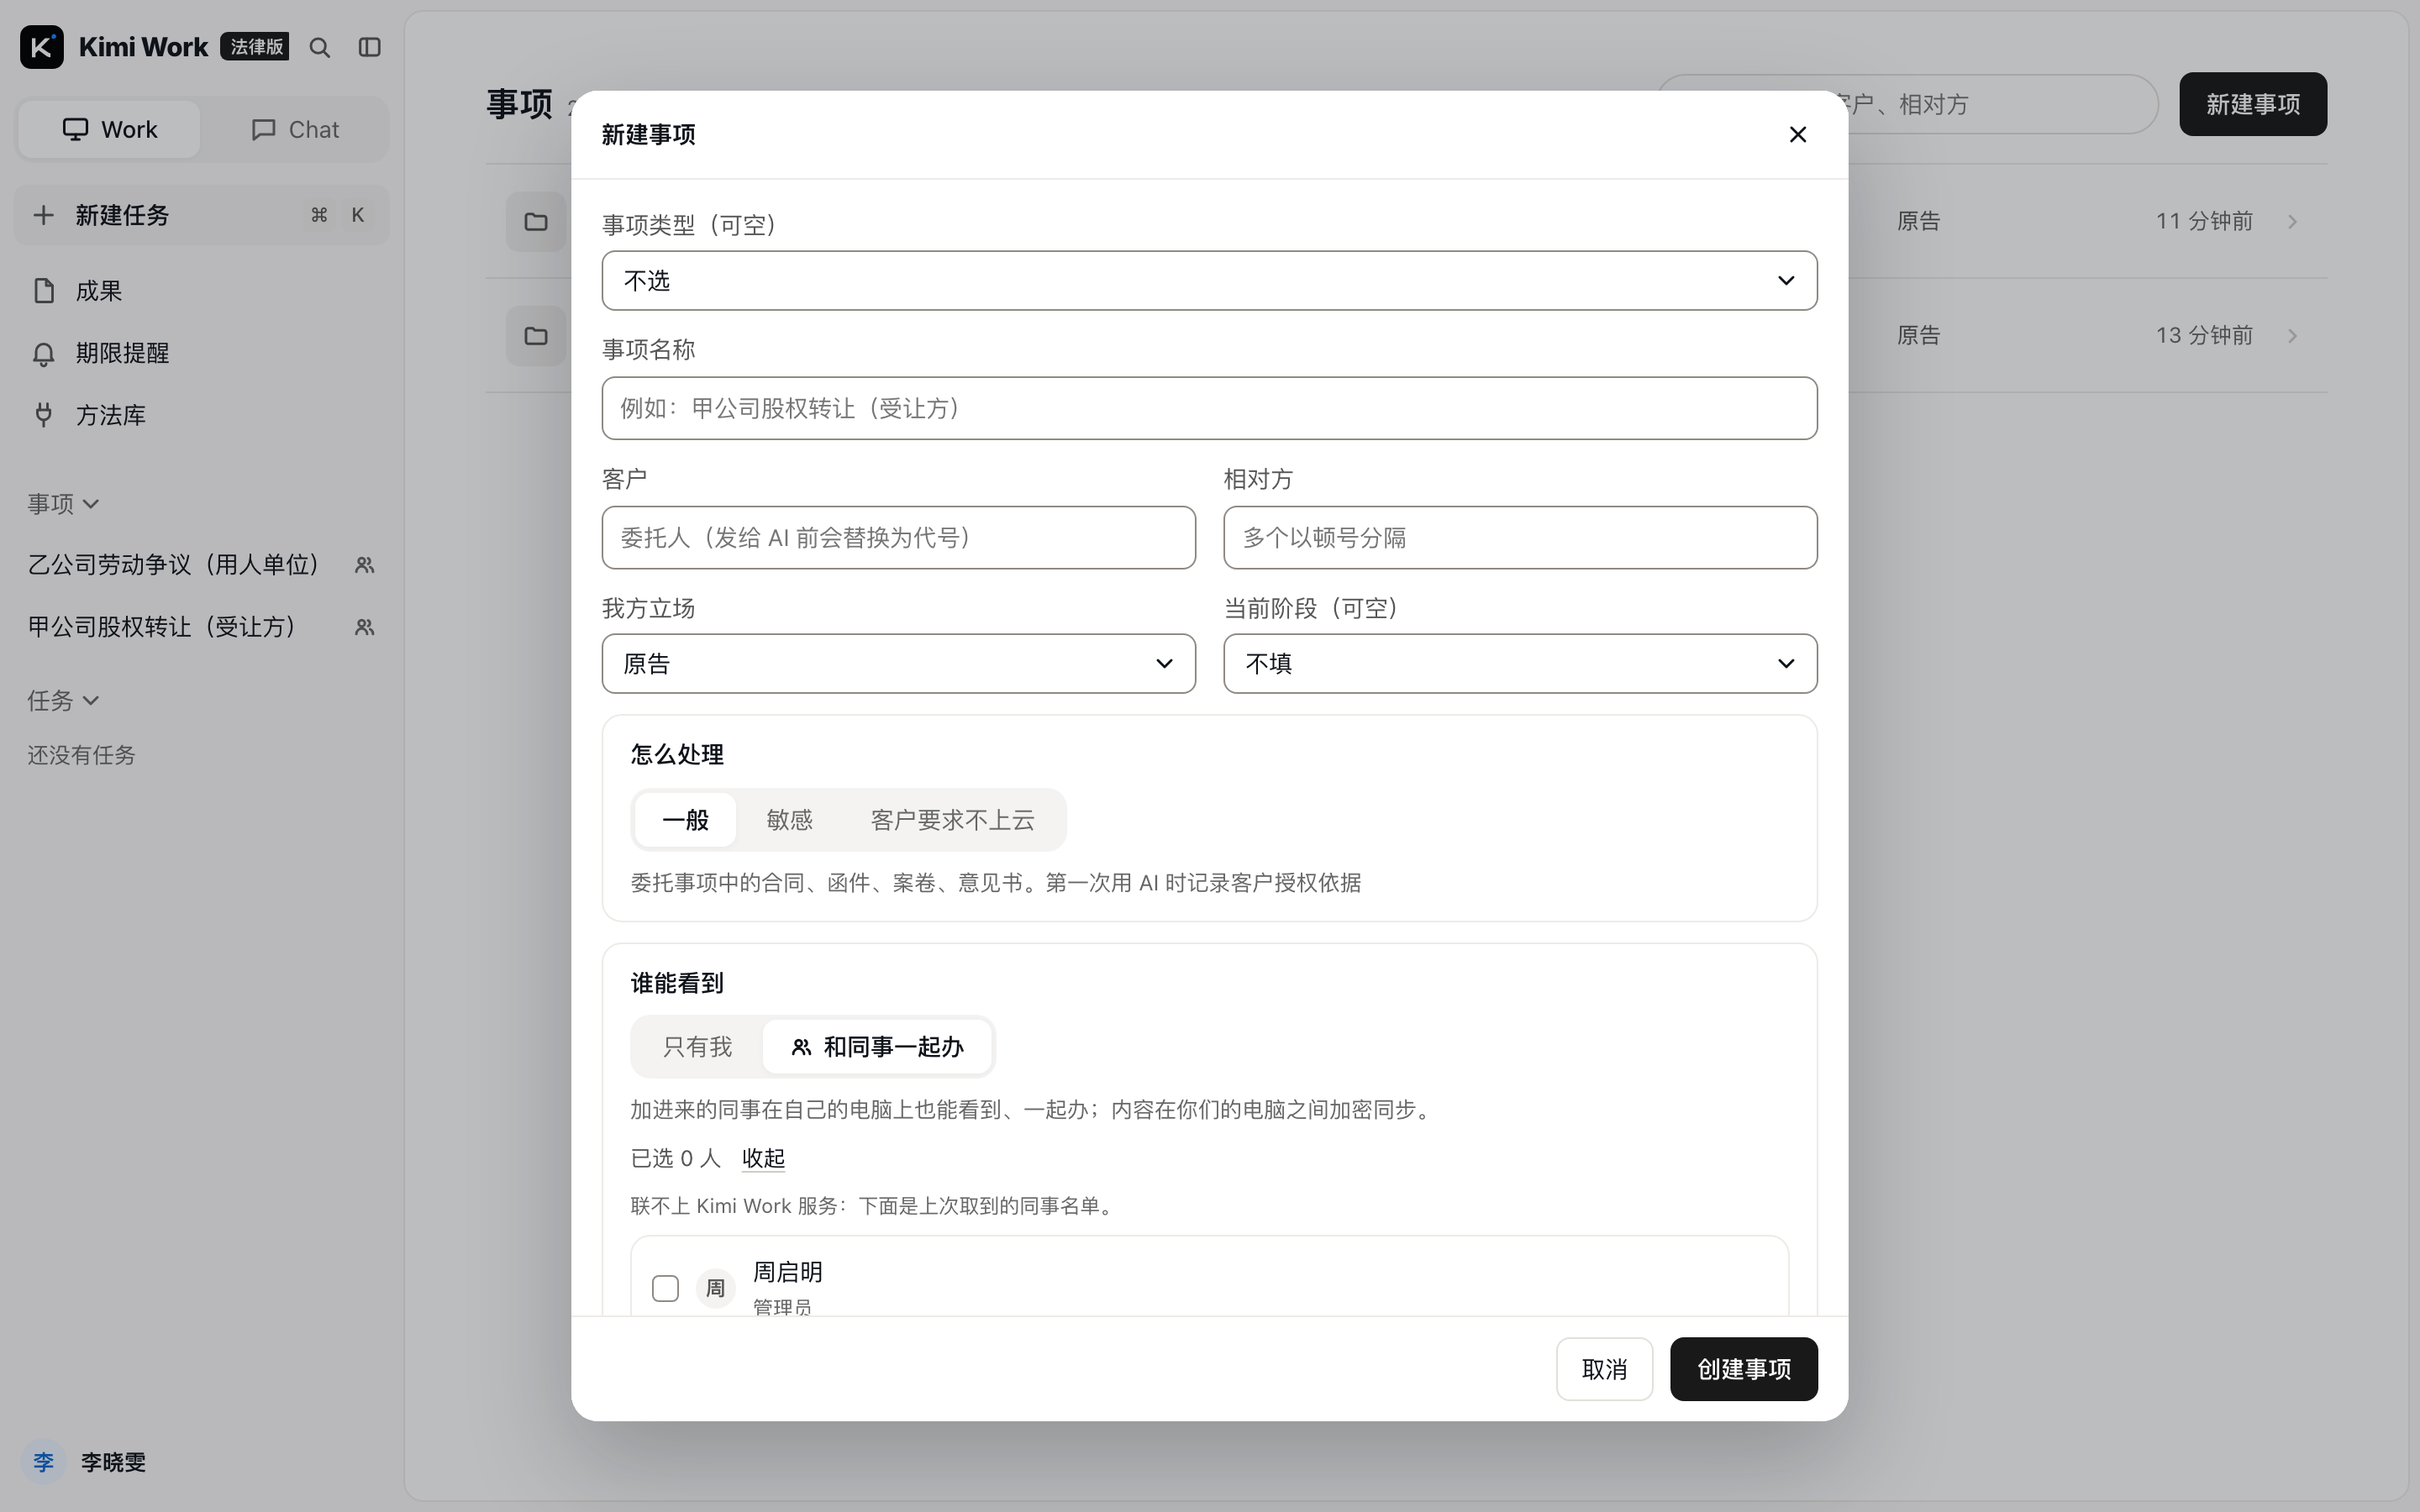 Kimi Work 法律版
Work
Chat
新建任务 ⌘ K
成果
期限提醒
方法库
事项
乙公司劳动争议（用人单位）
甲公司股权转让（受让方）
任务
还没有任务
李 李晓雯
事项
客户、相对方
新建事项
原告 11 分钟前
原告 13 分钟前
新建事项
事项类型（可空）
不选
事项名称
例如：甲公司股权转让（受让方）
客户
委托人（发给 AI 前会替换为代号）
相对方
多个以顿号分隔
我方立场
原告
当前阶段（可空）
不填
怎么处理
一般 敏感 客户要求不上云
委托事项中的合同、函件、案卷、意见书。第一次用 AI 时记录客户授权依据
谁能看到
只有我 和同事一起办
加进来的同事在自己的电脑上也能看到、一起办；内容在你们的电脑之间加密同步。
已选 0 人 收起
联不上 Kimi Work 服务：下面是上次取到的同事名单。
周 周启明
管理员
取消 创建事项